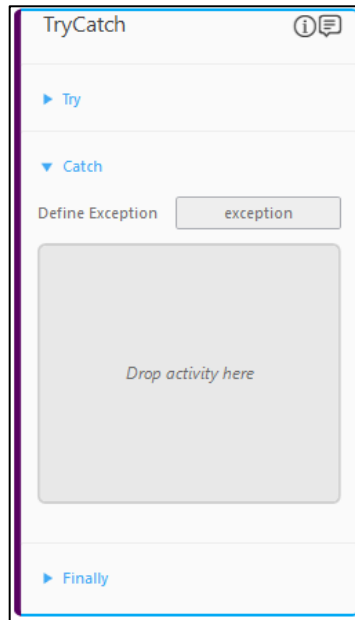 TryCatch
Try
Catch
Define Exception exception
Drop activity here
Finally